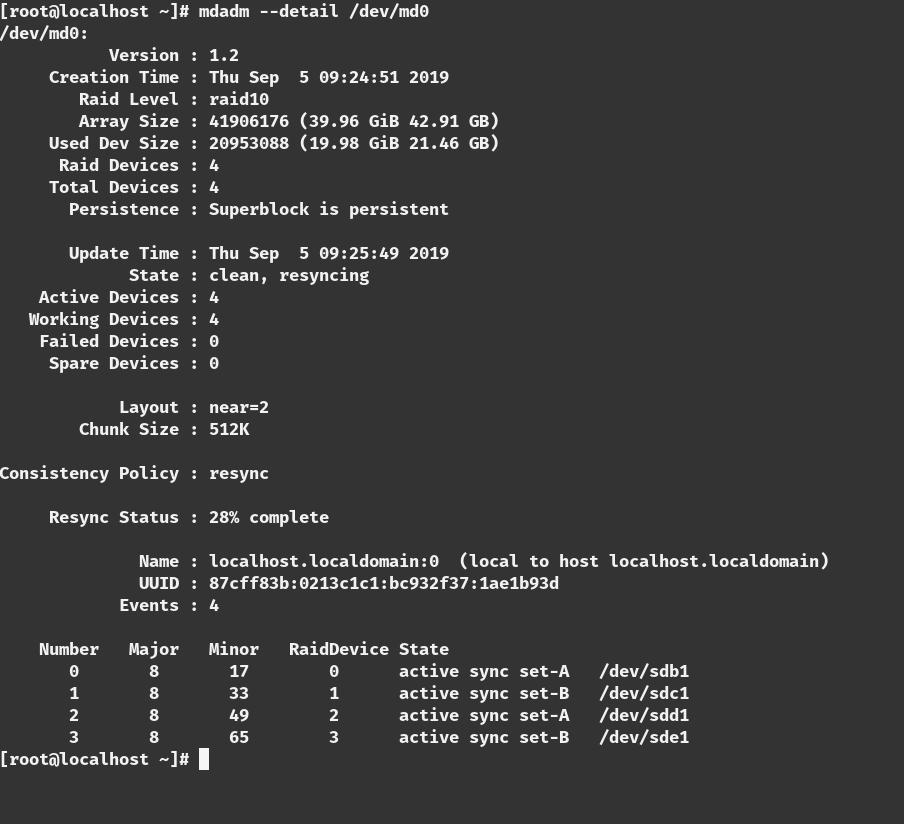 [root@localhost ~]# mdadm --detail /dev/md0
/dev/md0:
           Version : 1.2
     Creation Time : Thu Sep  5 09:24:51 2019
        Raid Level : raid10
        Array Size : 41906176 (39.96 GiB 42.91 GB)
     Used Dev Size : 20953088 (19.98 GiB 21.46 GB)
      Raid Devices : 4
     Total Devices : 4
       Persistence : Superblock is persistent

       Update Time : Thu Sep  5 09:25:49 2019
             State : clean, resyncing
    Active Devices : 4
   Working Devices : 4
    Failed Devices : 0
     Spare Devices : 0

            Layout : near=2
        Chunk Size : 512K

Consistency Policy : resync

     Resync Status : 28% complete

              Name : localhost.localdomain:0  (local to host localhost.localdomain)
              UUID : 87cff83b:0213c1c1:bc932f37:1ae1b93d
            Events : 4

    Number   Major   Minor   RaidDevice State
       0       8       17        0      active sync set-A   /dev/sdb1
       1       8       33        1      active sync set-B   /dev/sdc1
       2       8       49        2      active sync set-A   /dev/sdd1
       3       8       65        3      active sync set-B   /dev/sde1
[root@localhost ~]#